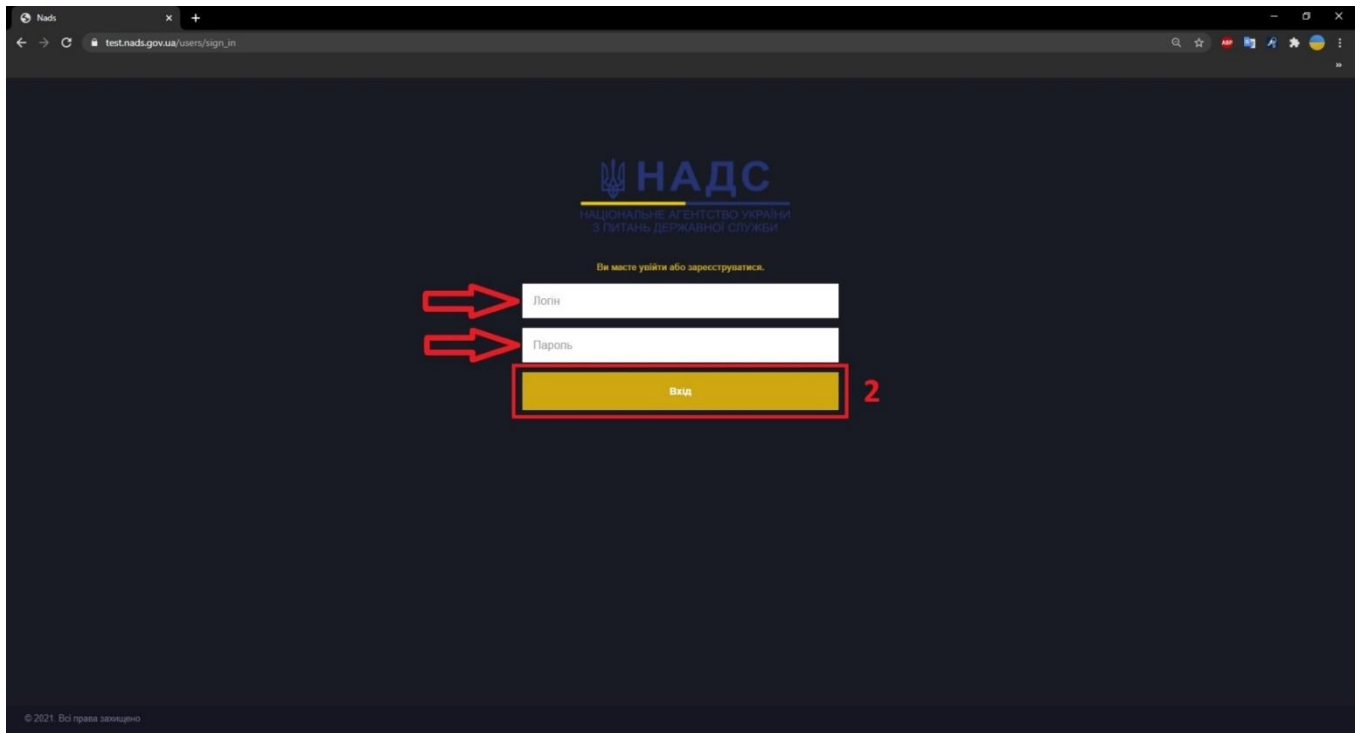 Nads
test.nads.gov.ua/users/sign_in
ABP
»
НАДС
НАЦІОНАЛЬНЕ АГЕНТСТВО УКРАЇНИ
З ПИТАНЬ ДЕРЖАВНОЇ СЛУЖБИ
Ви маєте увійти або зареєструватися.
Логін
Пароль
Вхід
2
© 2021. Всі права захищено